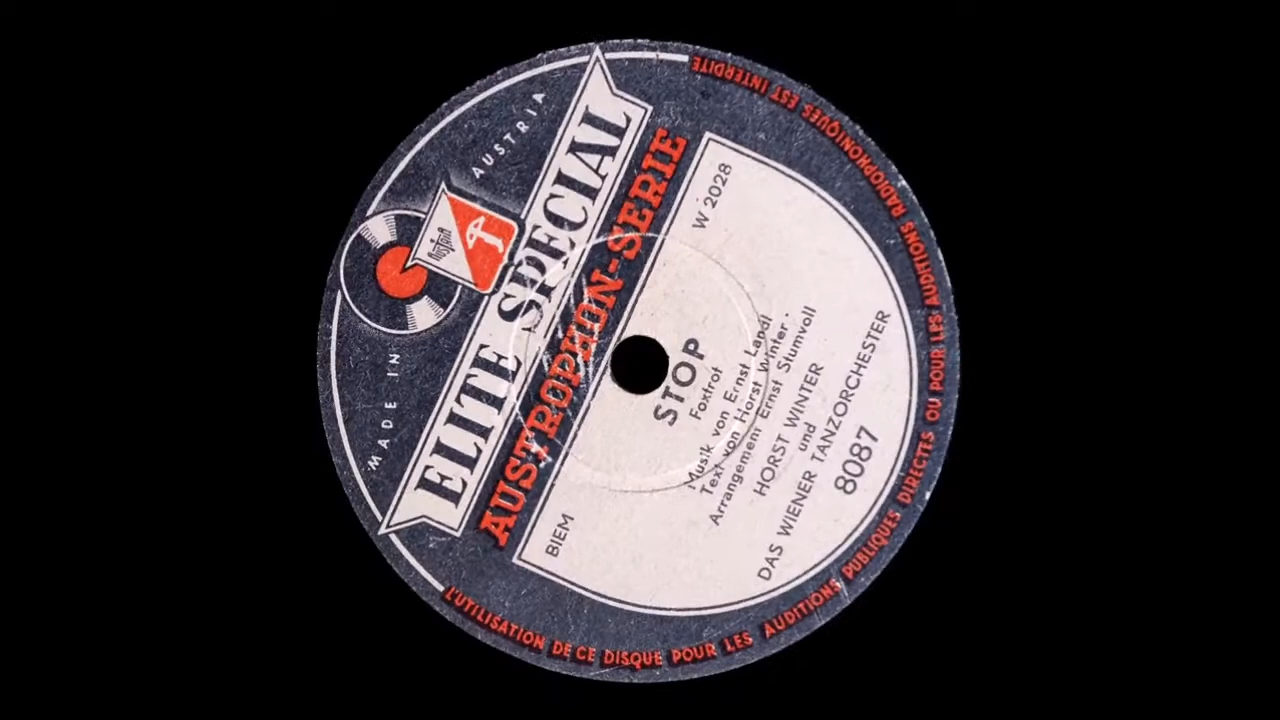 MADE IN AUSTRIA
austria
ELITE SPECIAL
AUSTROPHON-SERIE
BIEM
W 2028
STOP
Foxtrot
Musik von Ernst Landl
Text von Horst Winter.
Arrangement Ernst Stumvoll
HORST WINTER
und
DAS WIENER TANZORCHESTER
8087
L'UTILISATION DE CE DISQUE POUR LES AUDITIONS PUBLIQUES DIRECTES OU POUR LES AUDITIONS RADIOPHONIQUES EST INTERDITE